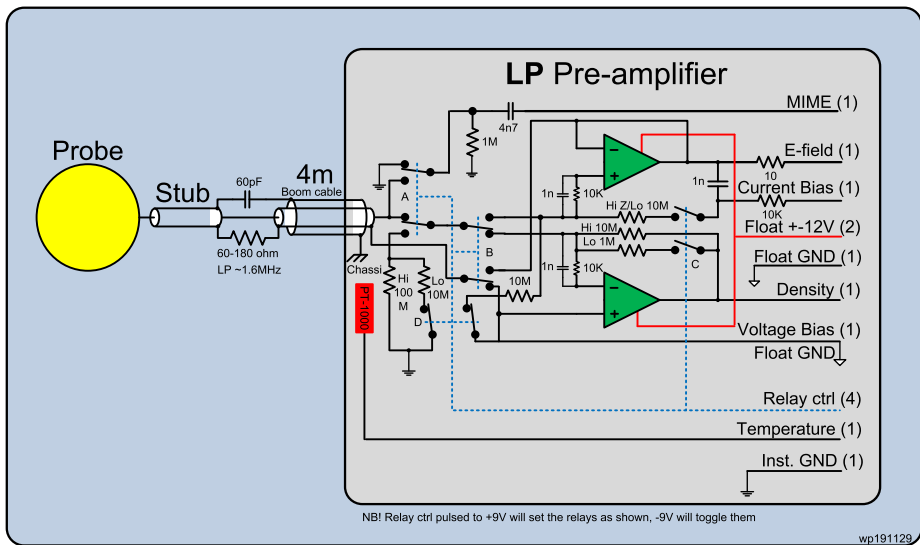 LP Pre-amplifier
MIME (1)
4n7
1M
Probe
E-field (1)
10
Stub
60pF
4m
Boom cable
A
1n
10K
1n
Current Bias (1)
10K
Hi Z/Lo 10M
Hi 10M
Float +-12V (2)
Lo 1M
60-180 ohm
LP ~1.6MHz
B
C
Float GND (1)
Chassi
1n
10K
Hi
100
M
Lo
10M
10M
Density (1)
PT-1000
D
Voltage Bias (1)
Float GND
Relay ctrl (4)
Temperature (1)
Inst. GND (1)
NB! Relay ctrl pulsed to +9V will set the relays as shown, -9V will toggle them
wp191129